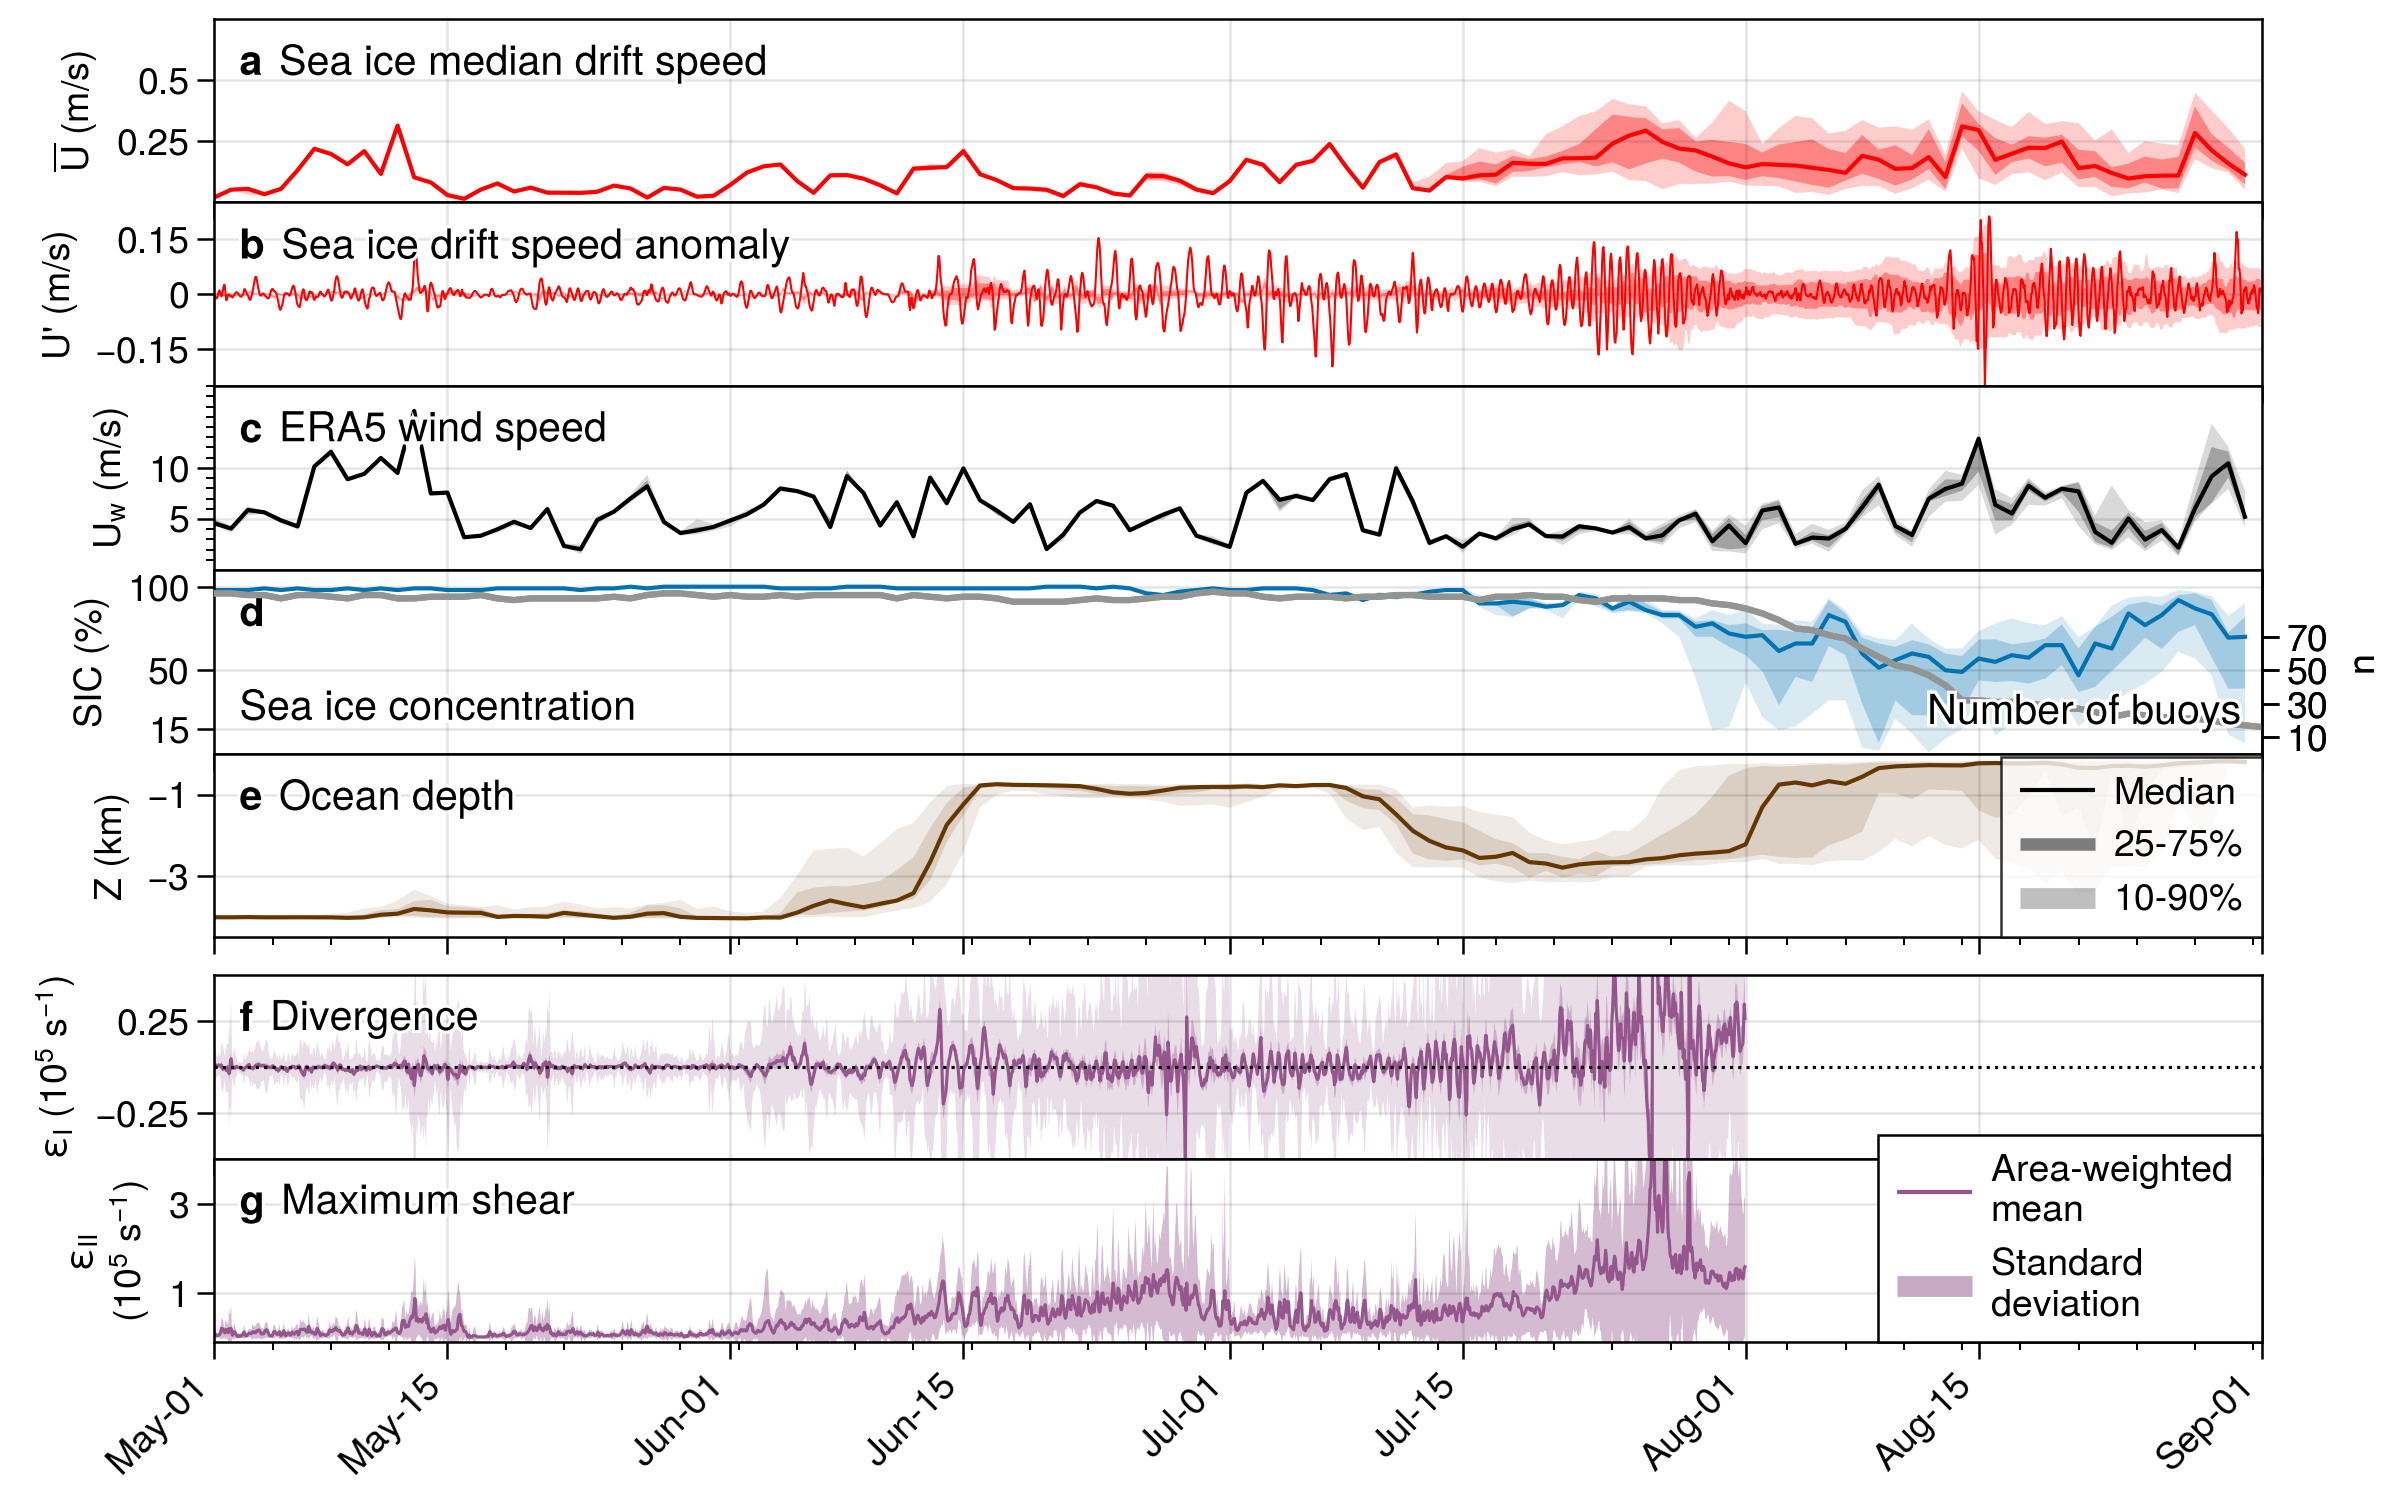 a Sea ice median drift speed
U (m/s)
0.5
0.25
b Sea ice drift speed anomaly
U' (m/s)
0.15
0
−0.15
c ERA5 wind speed
Uw (m/s)
10
5
d
Sea ice concentration
SIC (%)
100
50
15
Number of buoys
70
50
30
10
n
e Ocean depth
Z (km)
−1
−3
Median
25-75%
10-90%
f Divergence
εI (10⁵ s⁻¹)
0.25
−0.25
g Maximum shear
εII
(10⁵ s⁻¹)
3
1
Area-weighted
mean
Standard
deviation
May-01
May-15
Jun-01
Jun-15
Jul-01
Jul-15
Aug-01
Aug-15
Sep-01